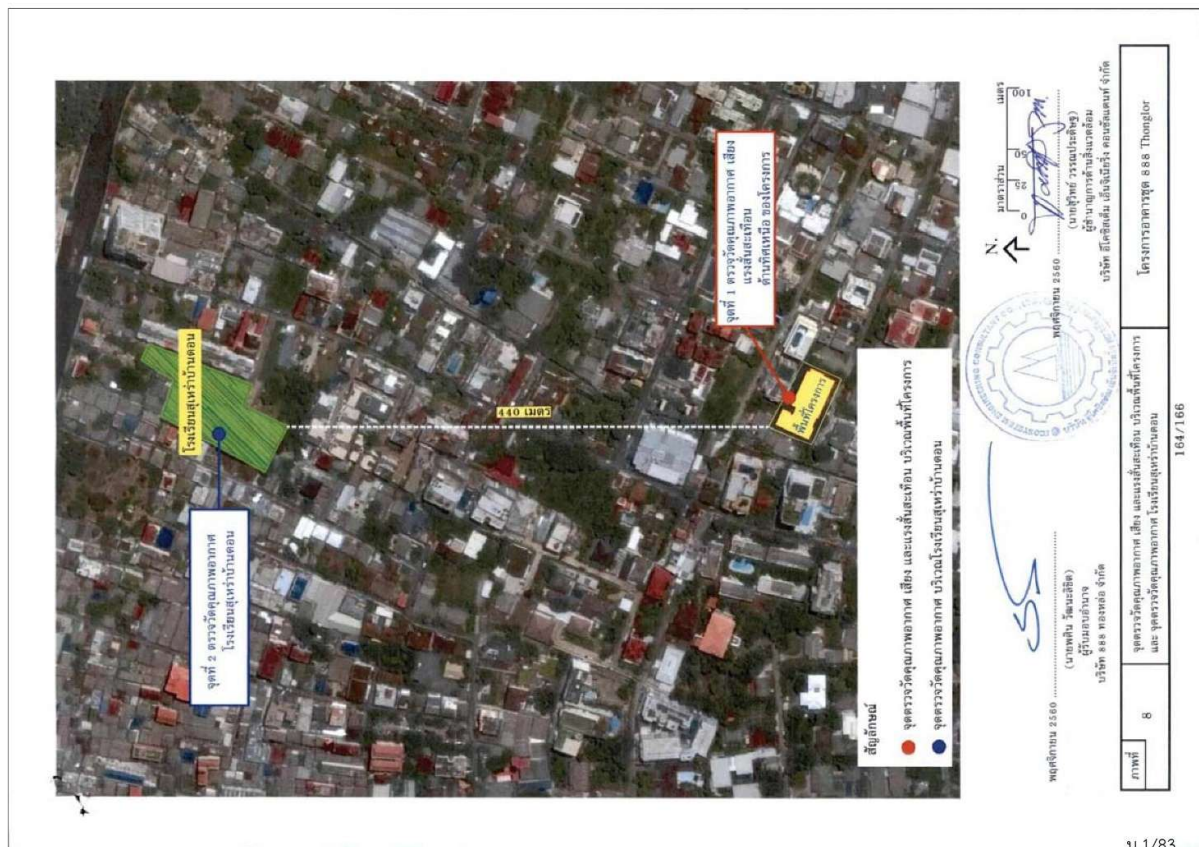 โรงเรียนสุเหร่าบ้านดอน
จุดที่ 2 ตรวจวัดคุณภาพอากาศ
โรงเรียนสุเหร่าบ้านดอน
440 เมตร
จุดที่ 1 ตรวจวัดคุณภาพอากาศ เสียง
แรงสั่นสะเทือน
ด้านทิศเหนือ ของโครงการ
พื้นที่โครงการ
สัญลักษณ์
จุดตรวจวัดคุณภาพอากาศ เสียง และแรงสั่นสะเทือน บริเวณพื้นที่โครงการ
จุดตรวจวัดคุณภาพอากาศ บริเวณโรงเรียนสุเหร่าบ้านดอน
N.
มาตราส่วน
เมตร
0 25 50 100
พฤศจิกายน 2560
ผู้รับมอบอำนาจ
บริษัท 888 ทองหล่อ จำกัด
พฤศจิกายน 2560
ผู้ชำนาญการด้านสิ่งแวดล้อม
บริษัท อีโคซิสเต็ม เอ็นจิเนียริ่ง คอนซัลแตนท์ จำกัด
ภาพที่
8
จุดตรวจวัดคุณภาพอากาศ เสียง และแรงสั่นสะเทือน บริเวณพื้นที่โครงการ
และ จุดตรวจวัดคุณภาพอากาศ โรงเรียนสุเหร่าบ้านดอน
โครงการอาคารชุด 888 Thonglor
164/166
น 1/83